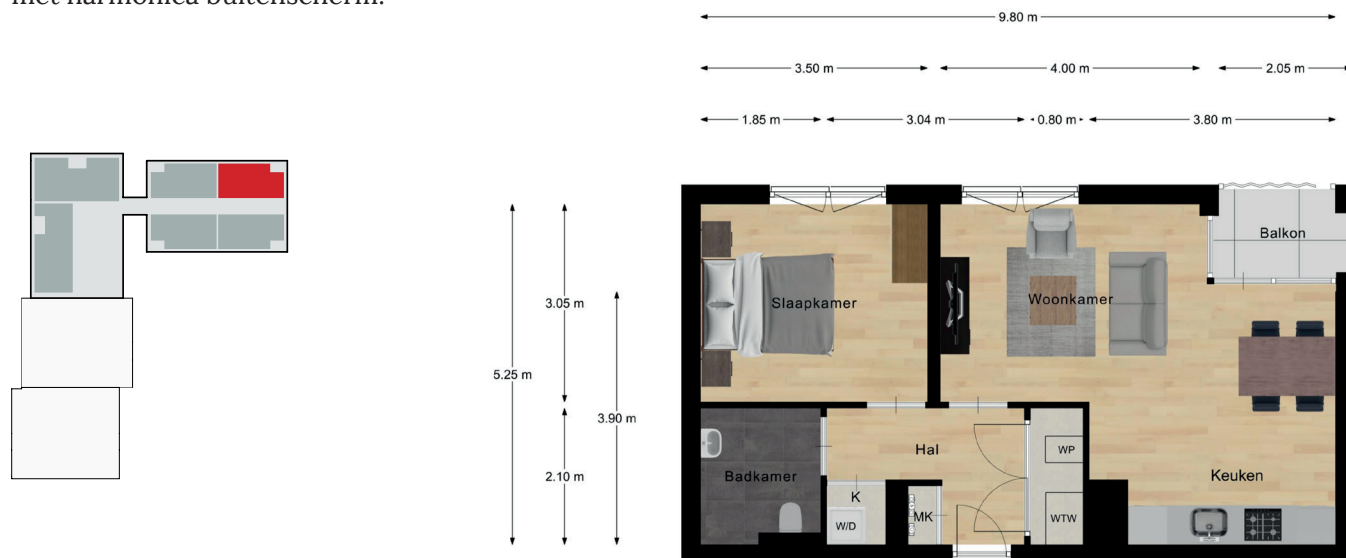 met harmonica buitenscherm.
9.80 m
3.50 m
4.00 m
2.05 m
1.85 m
3.04 m
0.80 m
3.80 m
5.25 m
3.05 m
3.90 m
2.10 m
Slaapkamer
Woonkamer
Balkon
Badkamer
Hal
Keuken
WP
K
W/D
MK
WTW